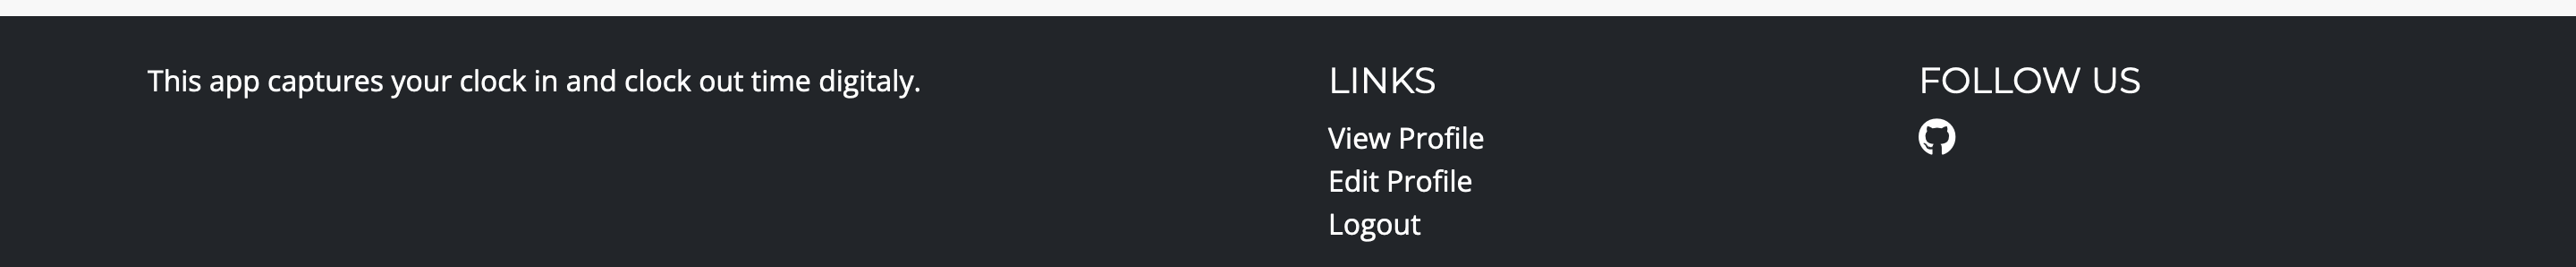 This app captures your clock in and clock out time digitaly.
LINKS
View Profile
Edit Profile
Logout
FOLLOW US